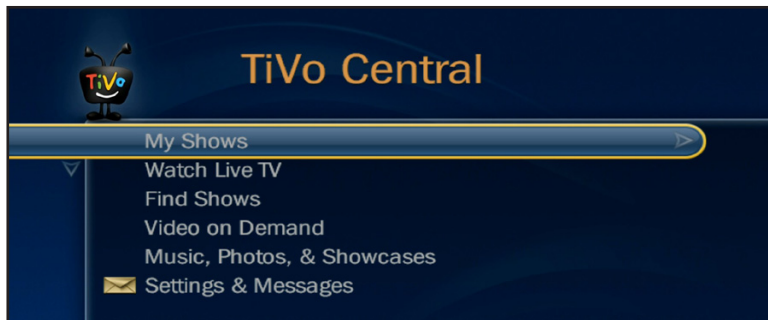 TiVo
TiVo Central
My Shows
Watch Live TV
Find Shows
Video on Demand
Music, Photos, & Showcases
Settings & Messages